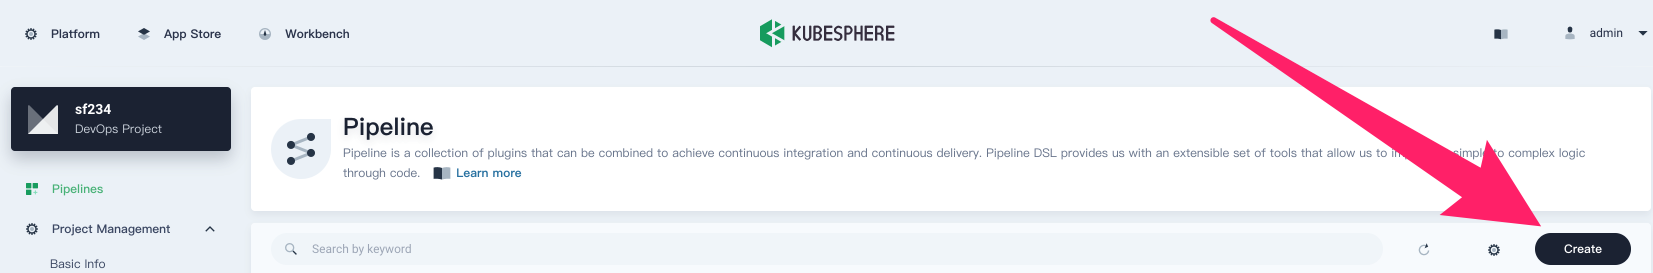 Platform
App Store
Workbench
KUBESPHERE
admin
sf234
DevOps Project
Pipeline
Pipeline is a collection of plugins that can be combined to achieve continuous integration and continuous delivery. Pipeline DSL provides us with an extensible set of tools that allow us to simple to complex logic
through code. Learn more
Pipelines
Project Management
Basic Info
Search by keyword
Create